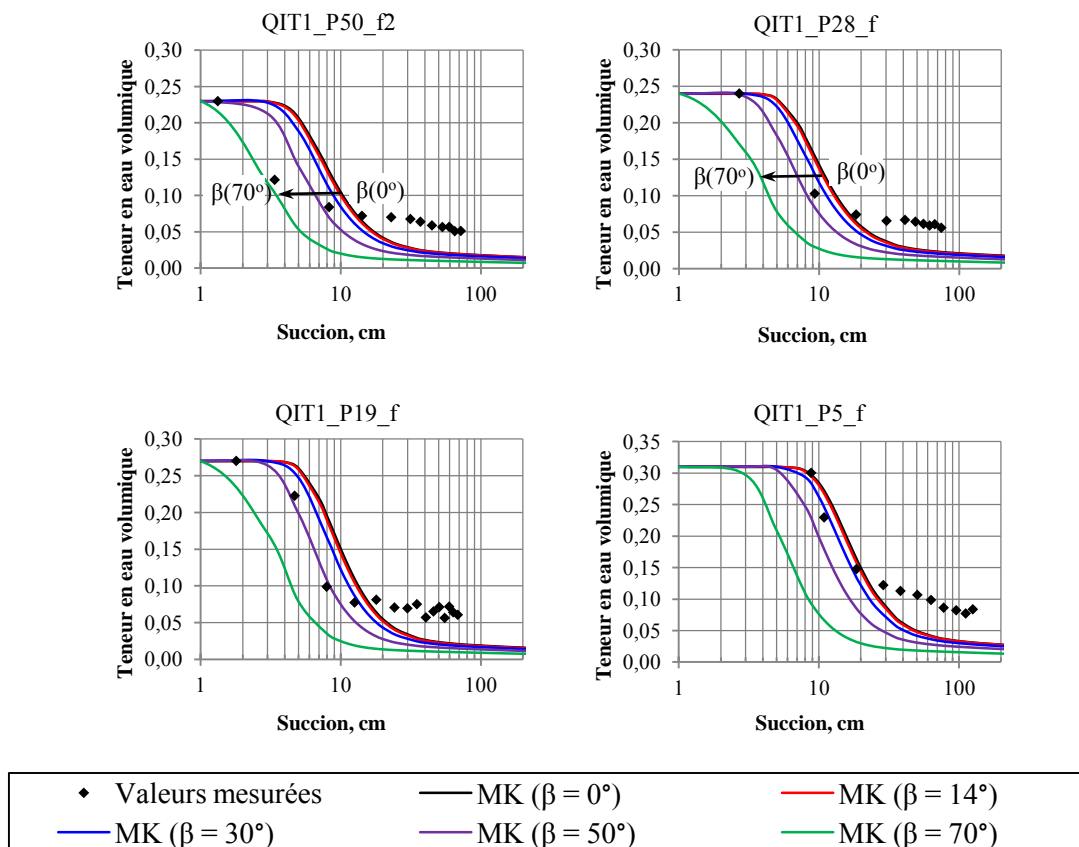 QIT1_P50_f2
Teneur en eau volumique
0,30
0,25
0,20
0,15
0,10
0,05
0,00
β(70º)
β(0º)
1 10 100
Succion, cm
QIT1_P28_f
Teneur en eau volumique
0,30
0,25
0,20
0,15
0,10
0,05
0,00
β(70º)
β(0º)
1 10 100
Succion, cm
QIT1_P19_f
Teneur en eau volumique
0,30
0,25
0,20
0,15
0,10
0,05
0,00
1 10 100
Succion, cm
QIT1_P5_f
Teneur en eau volumique
0,35
0,30
0,25
0,20
0,15
0,10
0,05
0,00
1 10 100
Succion, cm
Valeurs mesurées MK (β = 0°) MK (β = 14°)
MK (β = 30°) MK (β = 50°) MK (β = 70°)